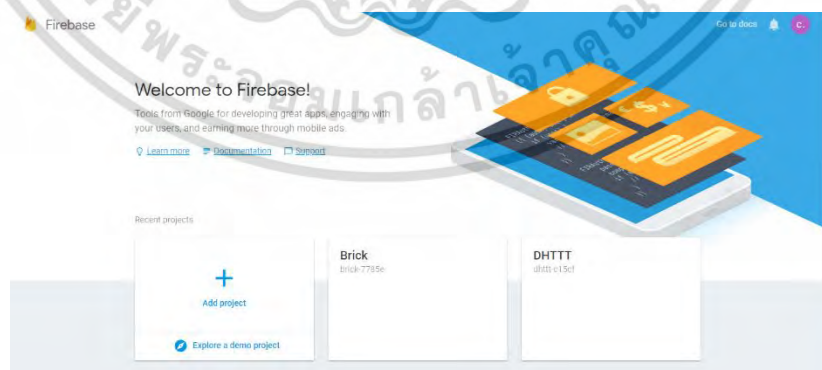 Firebase
Go to docs
c.
Welcome to Firebase!
Tools from Google for developing great apps, engaging with
your users, and earning more through mobile ads.
Learn more Documentation Support
Recent projects
Add project
Explore a demo project
Brick
brick-7785e
DHTTT
dhttt-c15cf